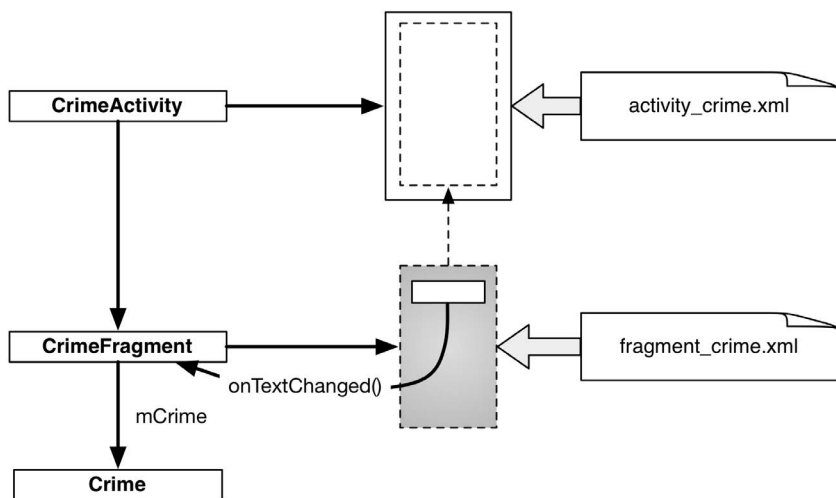 CrimeActivity
activity_crime.xml
CrimeFragment
fragment_crime.xml
onTextChanged()
mCrime
Crime